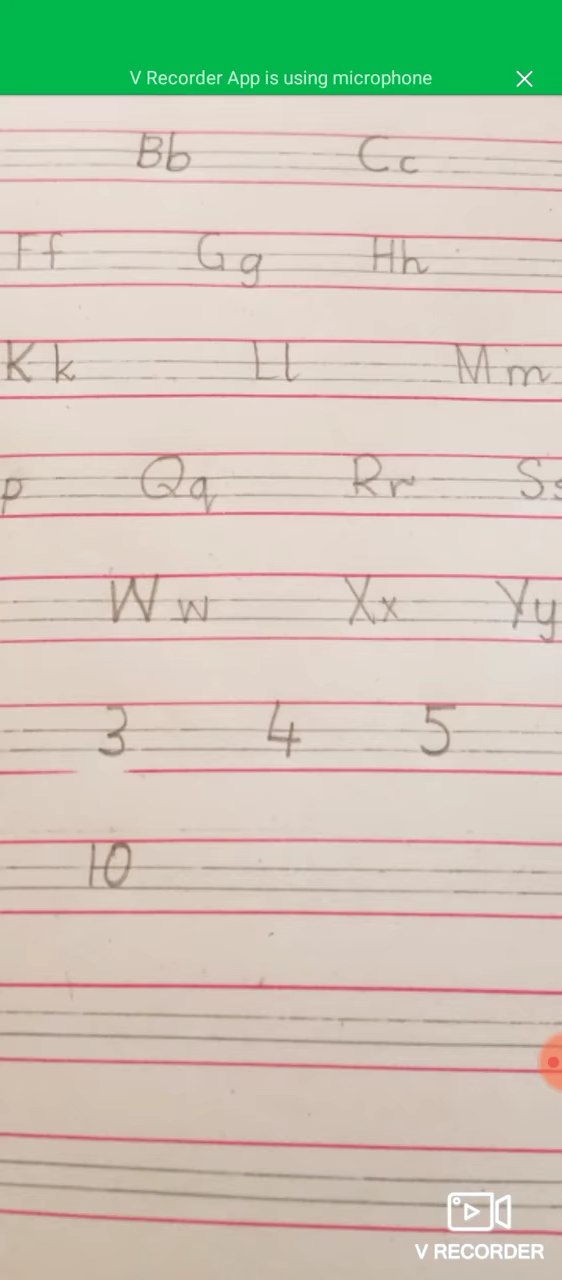 V Recorder App is using microphone
Bb Cc
Ff Gg Hh
Kk Ll Mm
p Qq Rr Ss
Ww Xx Yy
3 4 5
10
V RECORDER